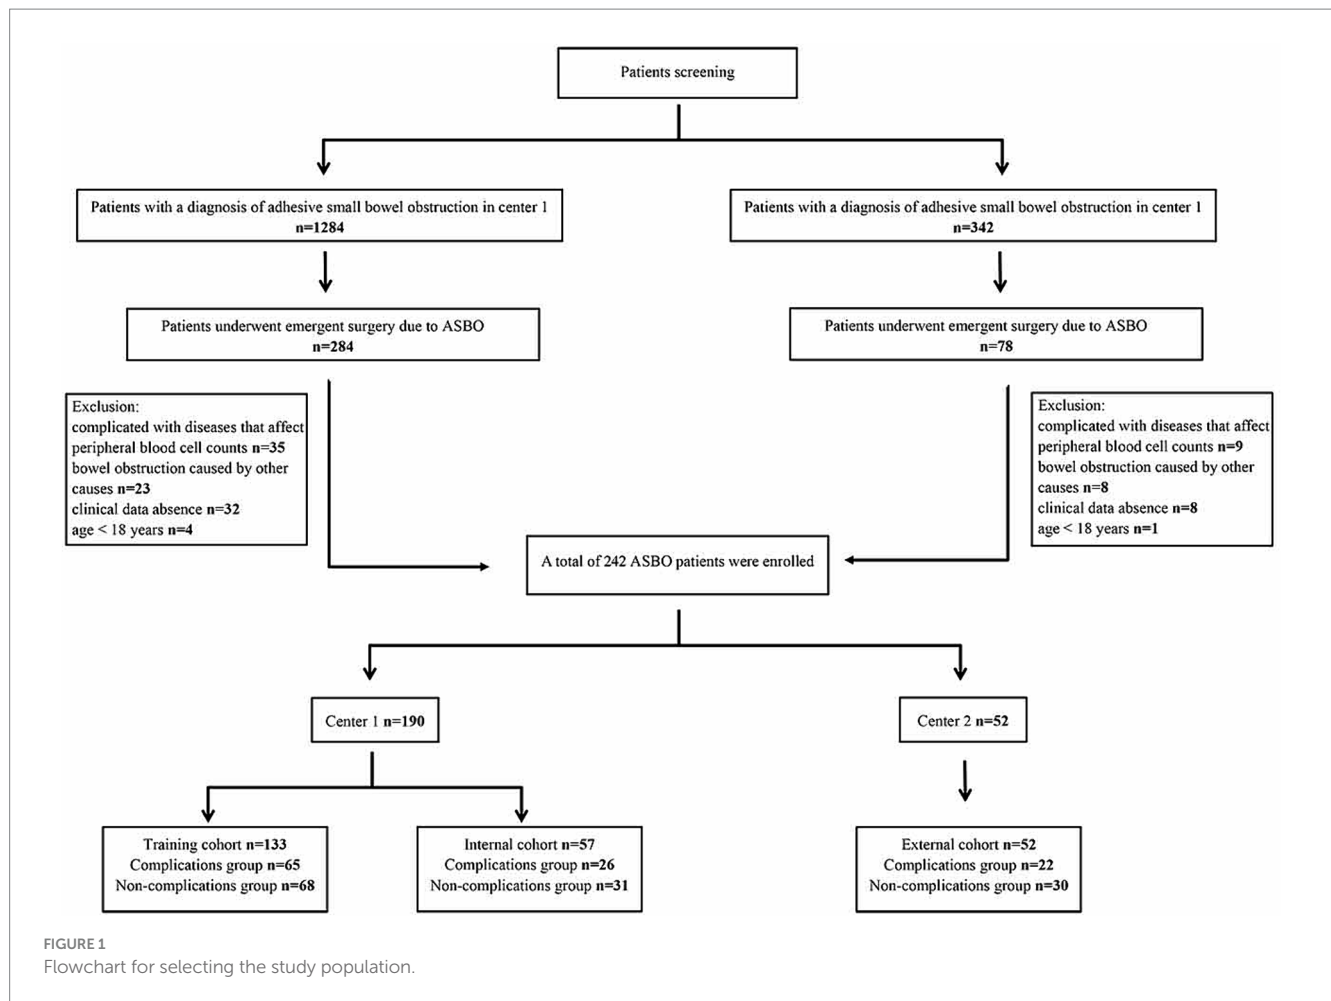 Patients screening
Patients with a diagnosis of adhesive small bowel obstruction in center 1
n=1284
Patients with a diagnosis of adhesive small bowel obstruction in center 1
n=342
Patients underwent emergent surgery due to ASBO
n=284
Patients underwent emergent surgery due to ASBO
n=78
Exclusion:
complicated with diseases that affect
peripheral blood cell counts n=35
bowel obstruction caused by other
causes n=23
clinical data absence n=32
age < 18 years n=4
Exclusion:
complicated with diseases that affect
peripheral blood cell counts n=9
bowel obstruction caused by other
causes n=8
clinical data absence n=8
age < 18 years n=1
A total of 242 ASBO patients were enrolled
Center 1 n=190
Center 2 n=52
Training cohort n=133
Complications group n=65
Non-complications group n=68
Internal cohort n=57
Complications group n=26
Non-complications group n=31
External cohort n=52
Complications group n=22
Non-complications group n=30
FIGURE 1
Flowchart for selecting the study population.